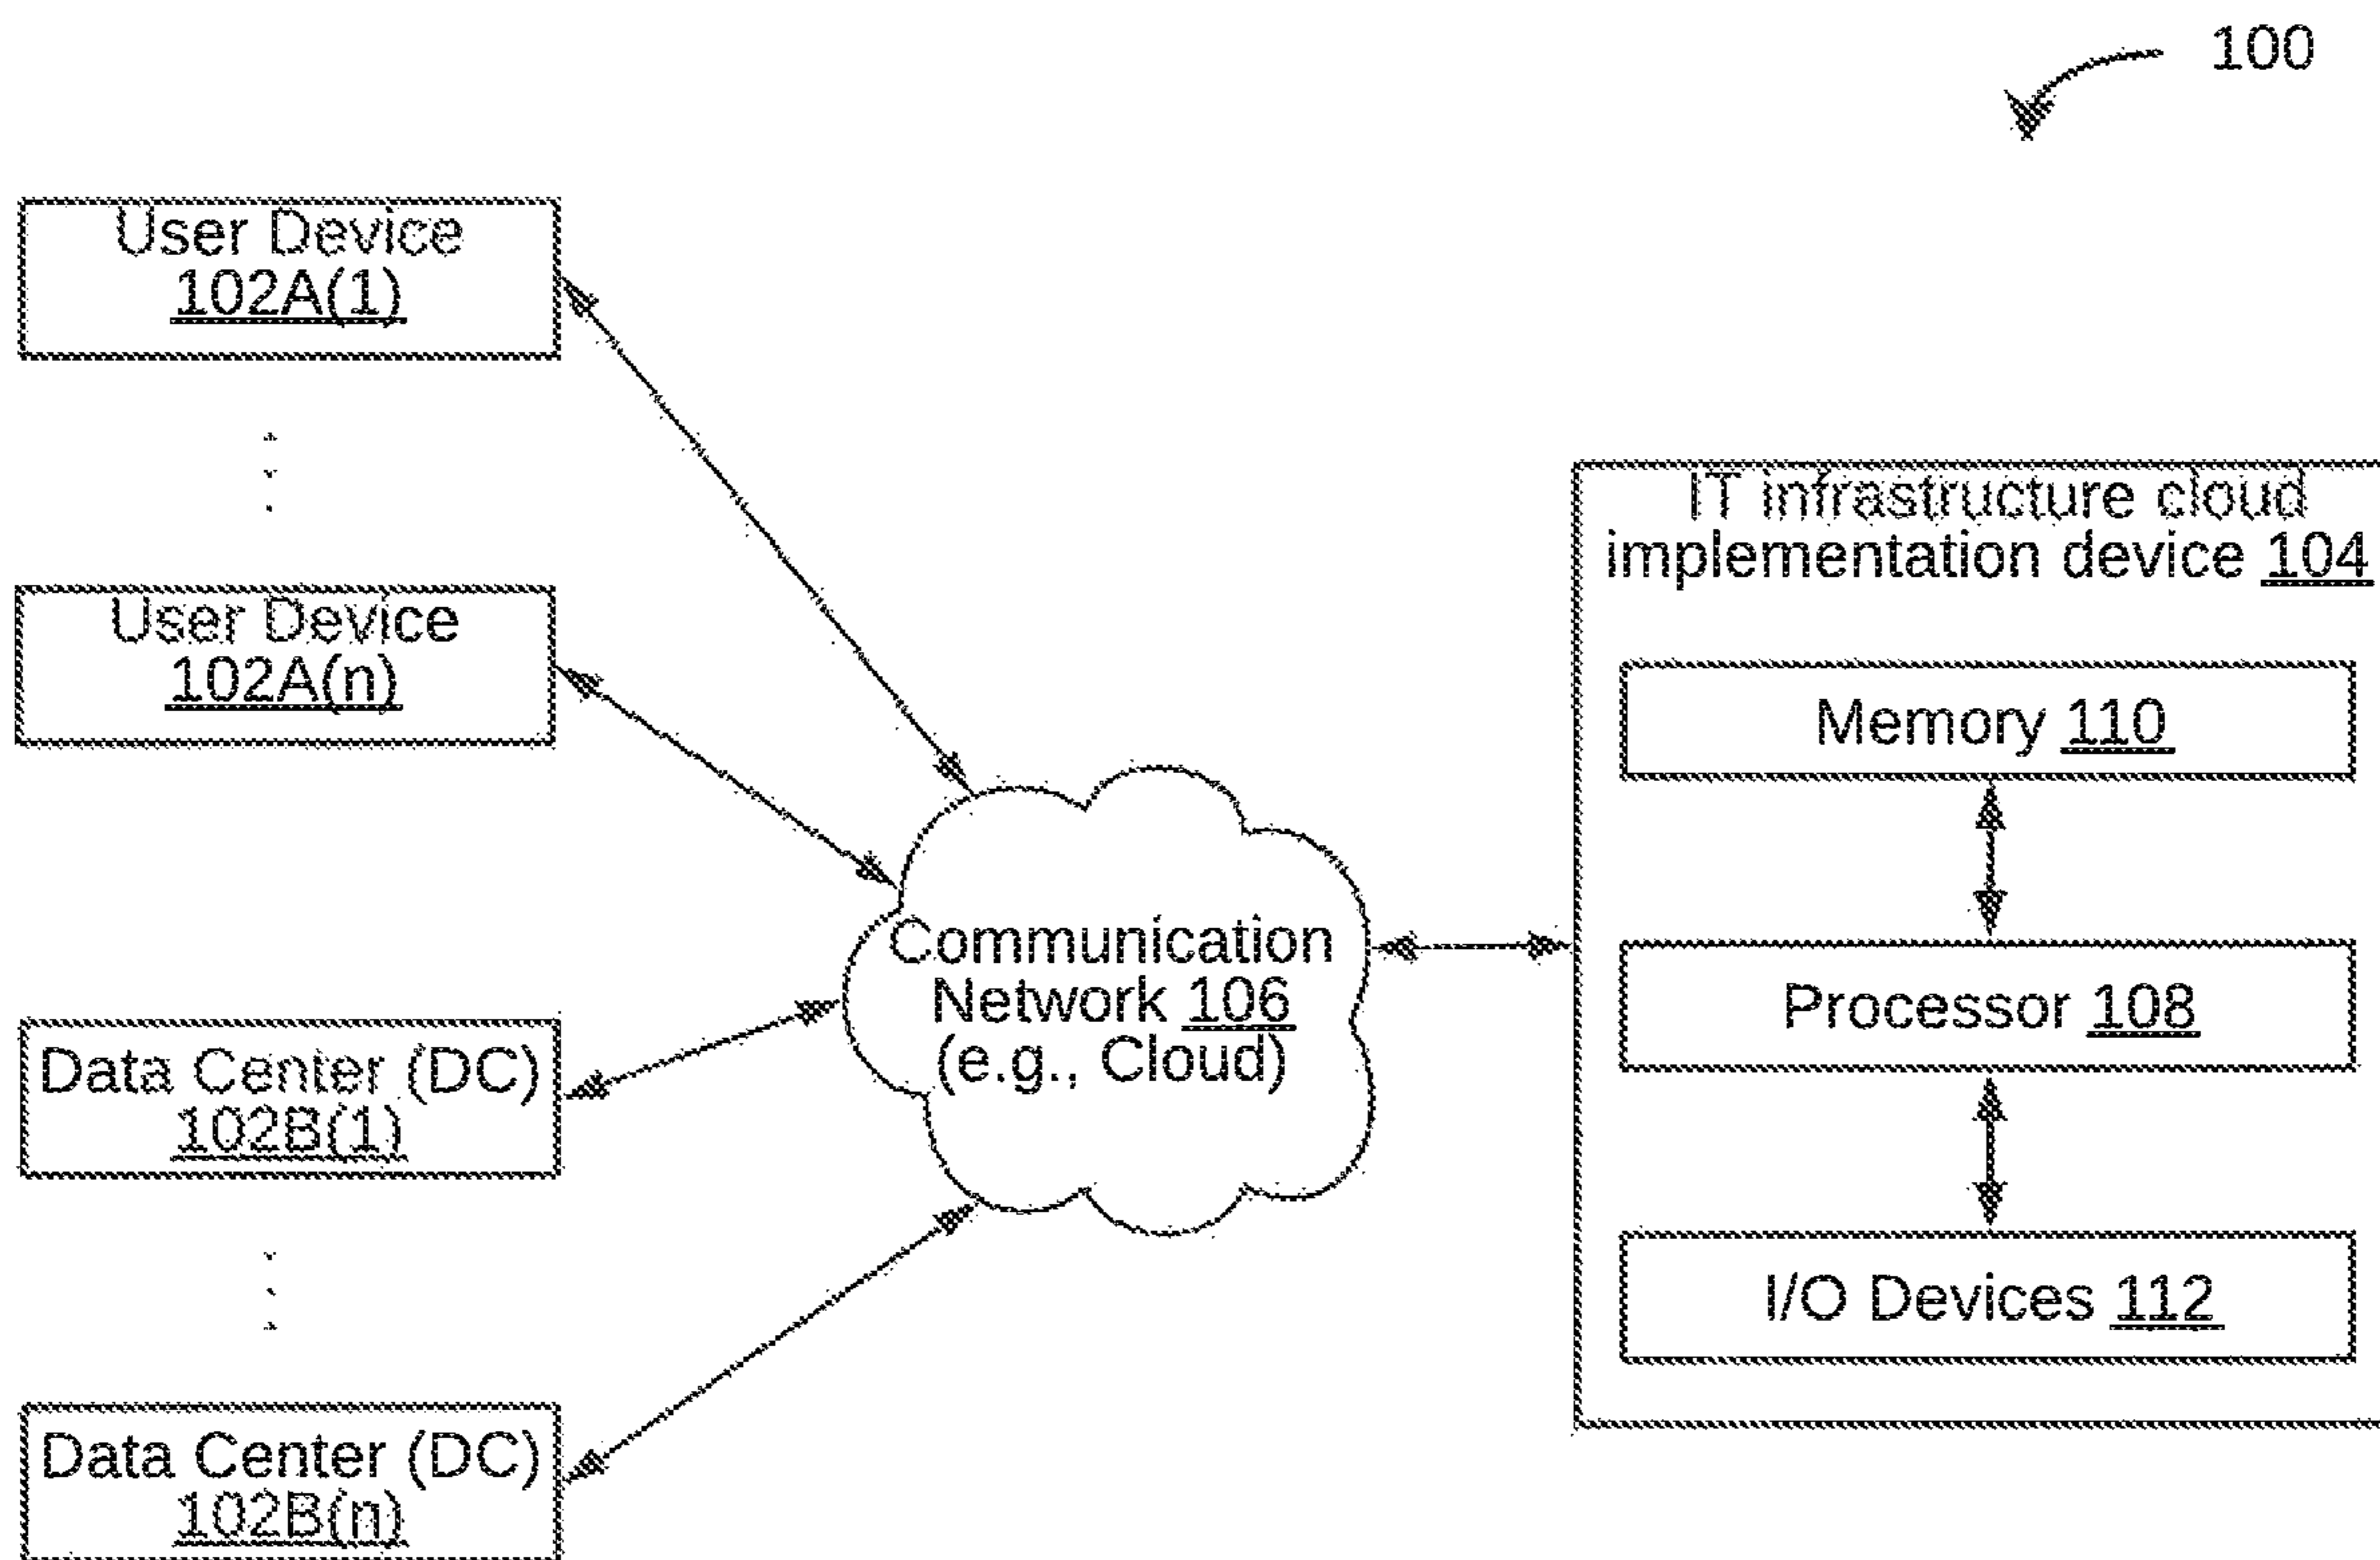 100
User Device
102A(1)
User Device
102A(n)
Data Center (DC)
102B(1)
Data Center (DC)
102B(n)
Communication
Network 106
(e.g., Cloud)
IT infrastructure cloud
implementation device 104
Memory 110
Processor 108
I/O Devices 112